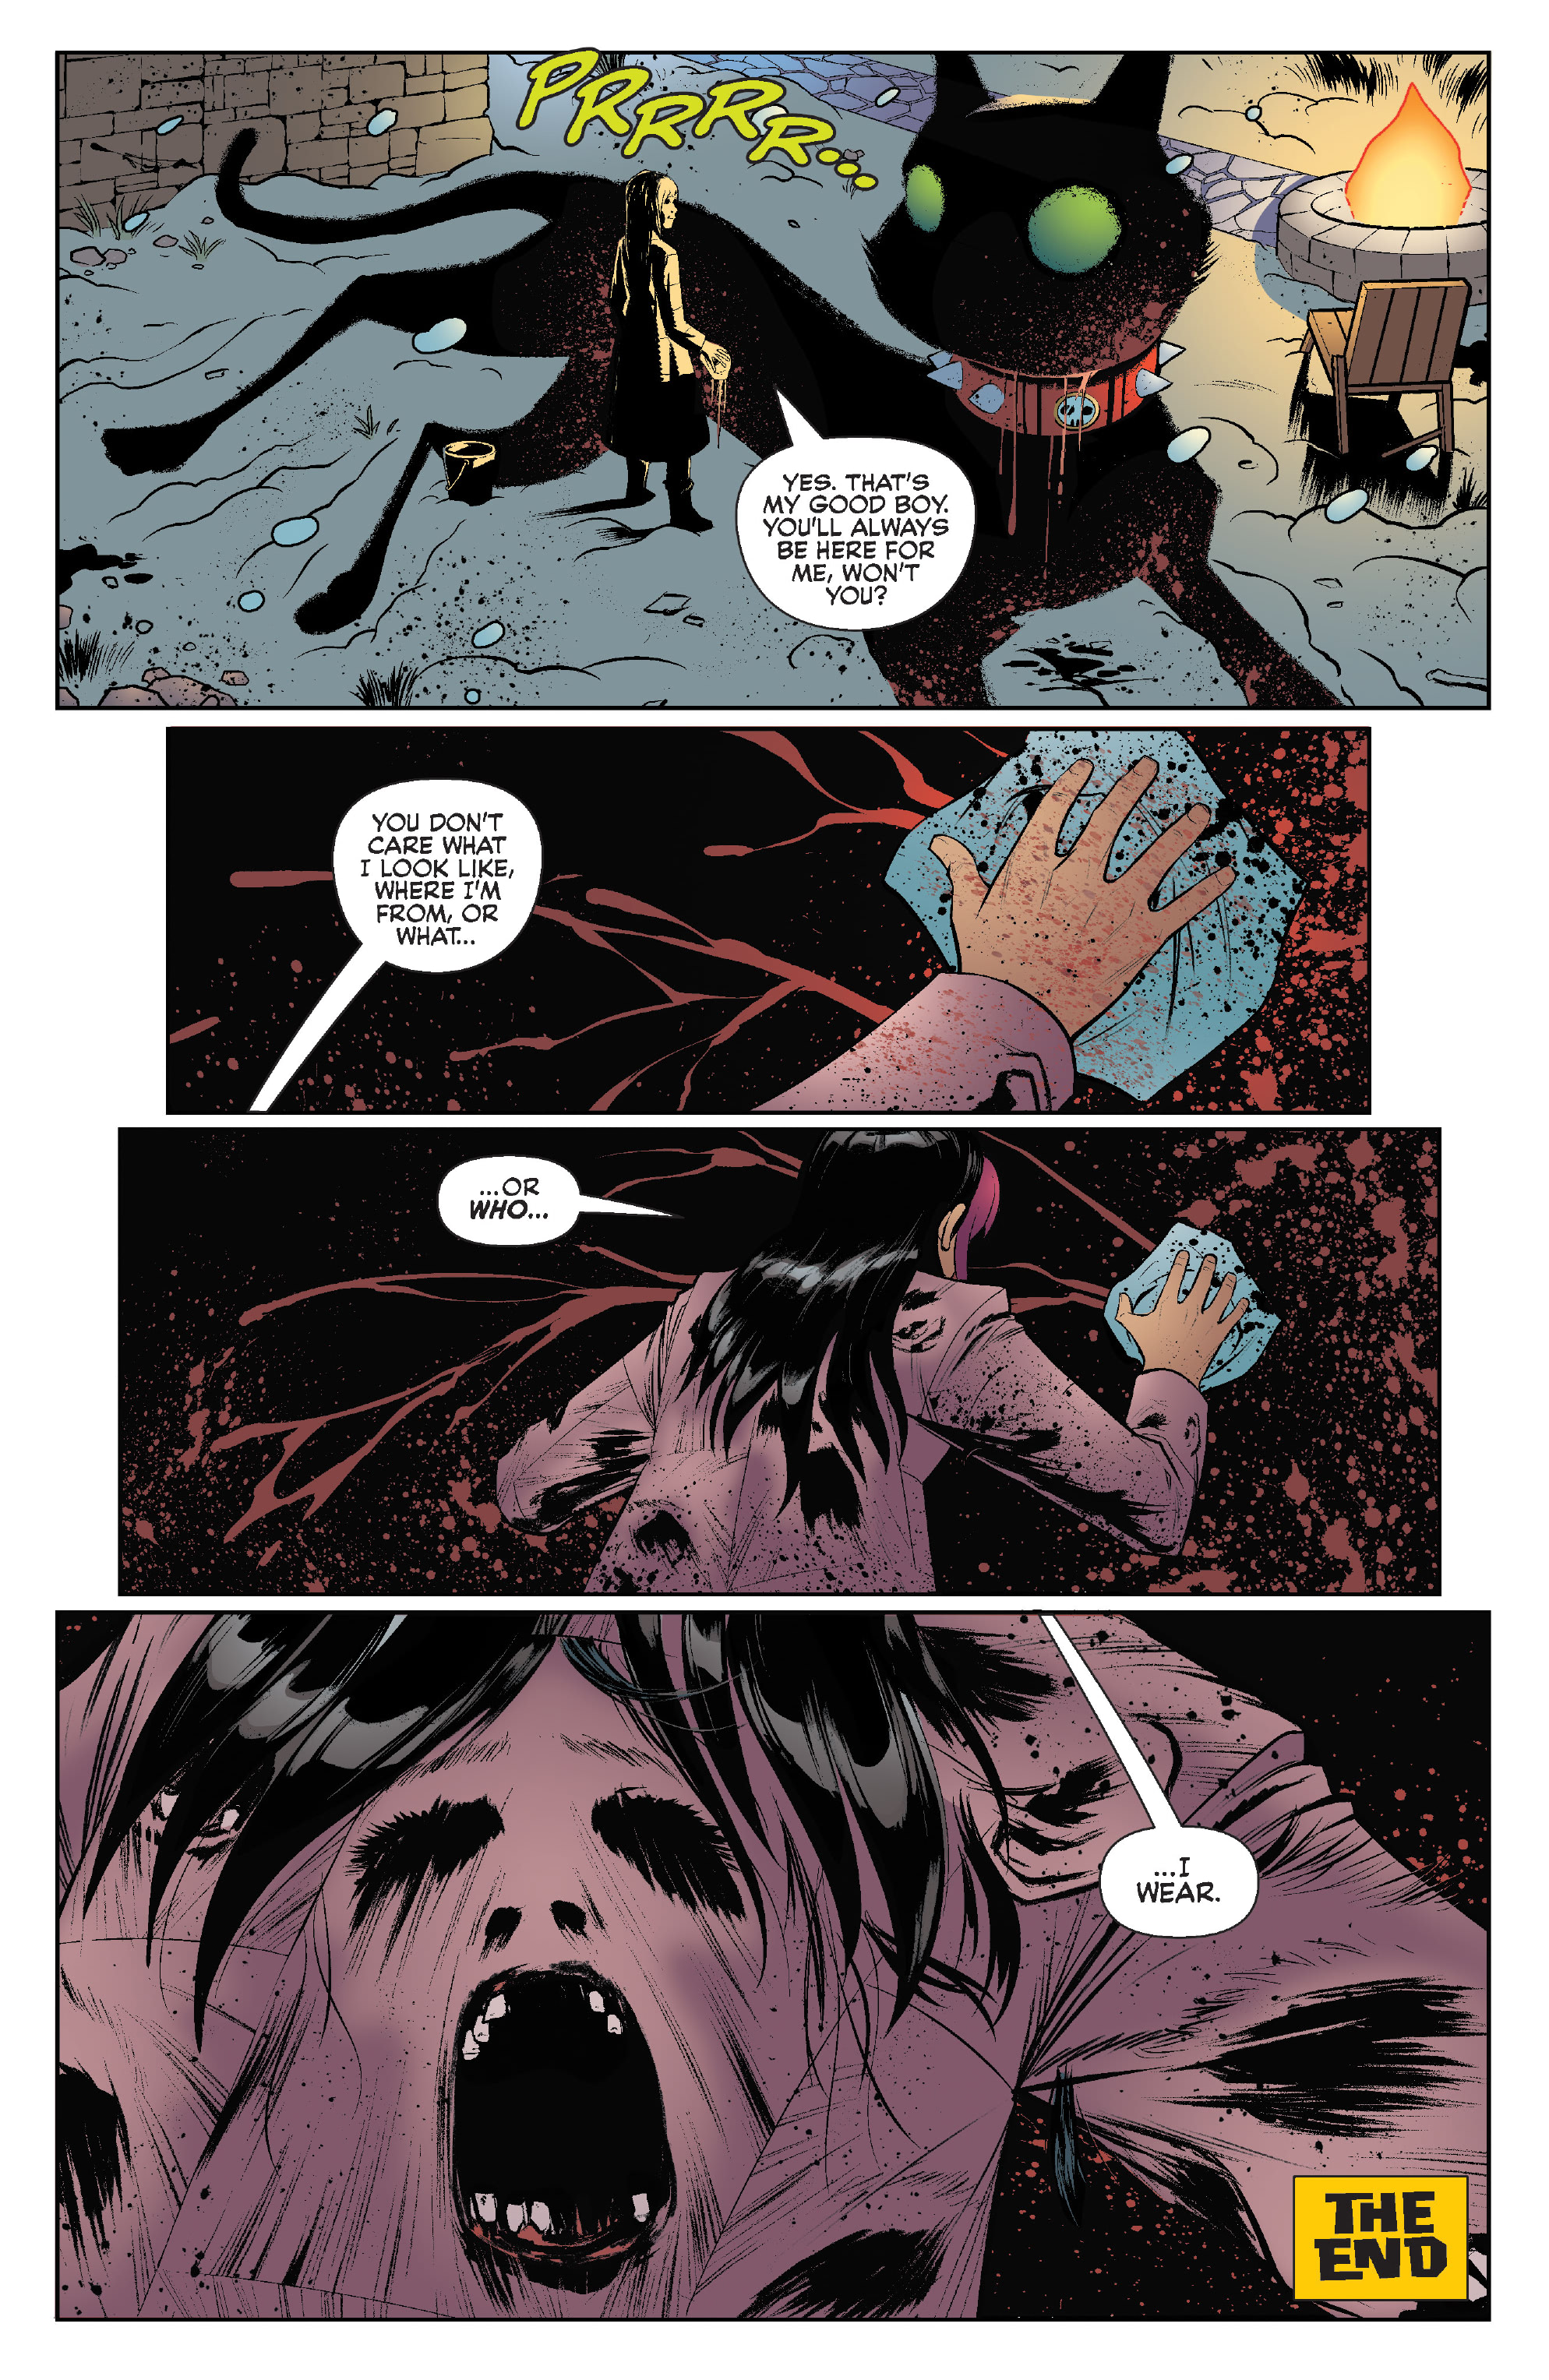 PRRRR...
YES. THAT'S
MY GOOD BOY.
YOU'LL ALWAYS
BE HERE FOR
ME, WON'T
YOU?
YOU DON'T
CARE WHAT
I LOOK LIKE,
WHERE I'M
FROM, OR
WHAT...
...OR
WHO...
...I
WEAR.
THE
END